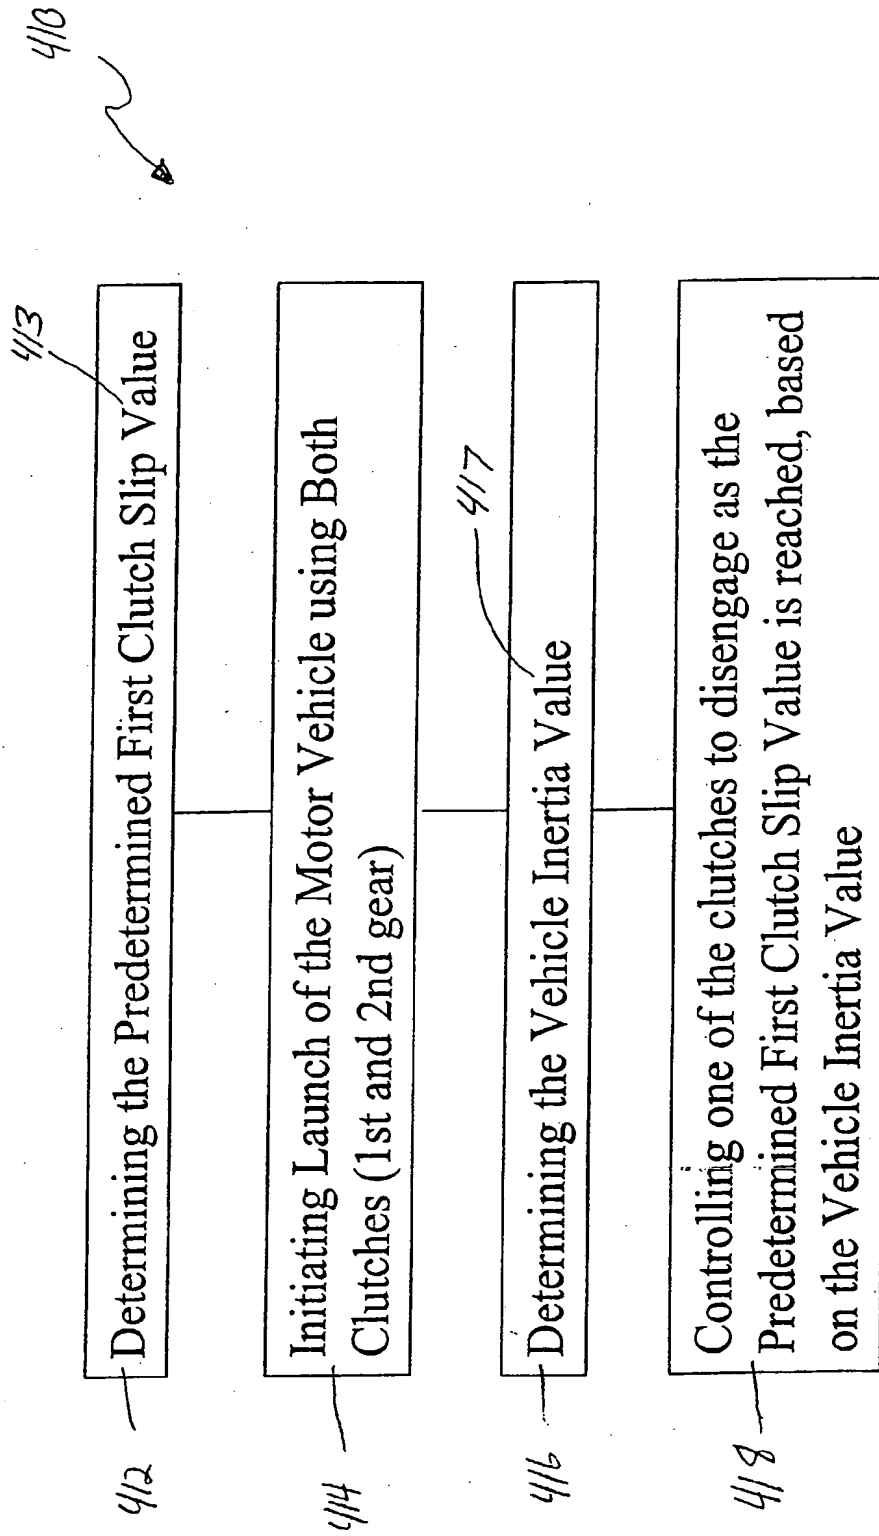 410
413
412 Determining the Predetermined First Clutch Slip Value
414 Initiating Launch of the Motor Vehicle using Both
Clutches (1st and 2nd gear)
417
416 Determining the Vehicle Inertia Value
418 Controlling one of the clutches to disengage as the
Predetermined First Clutch Slip Value is reached, based
on the Vehicle Inertia Value